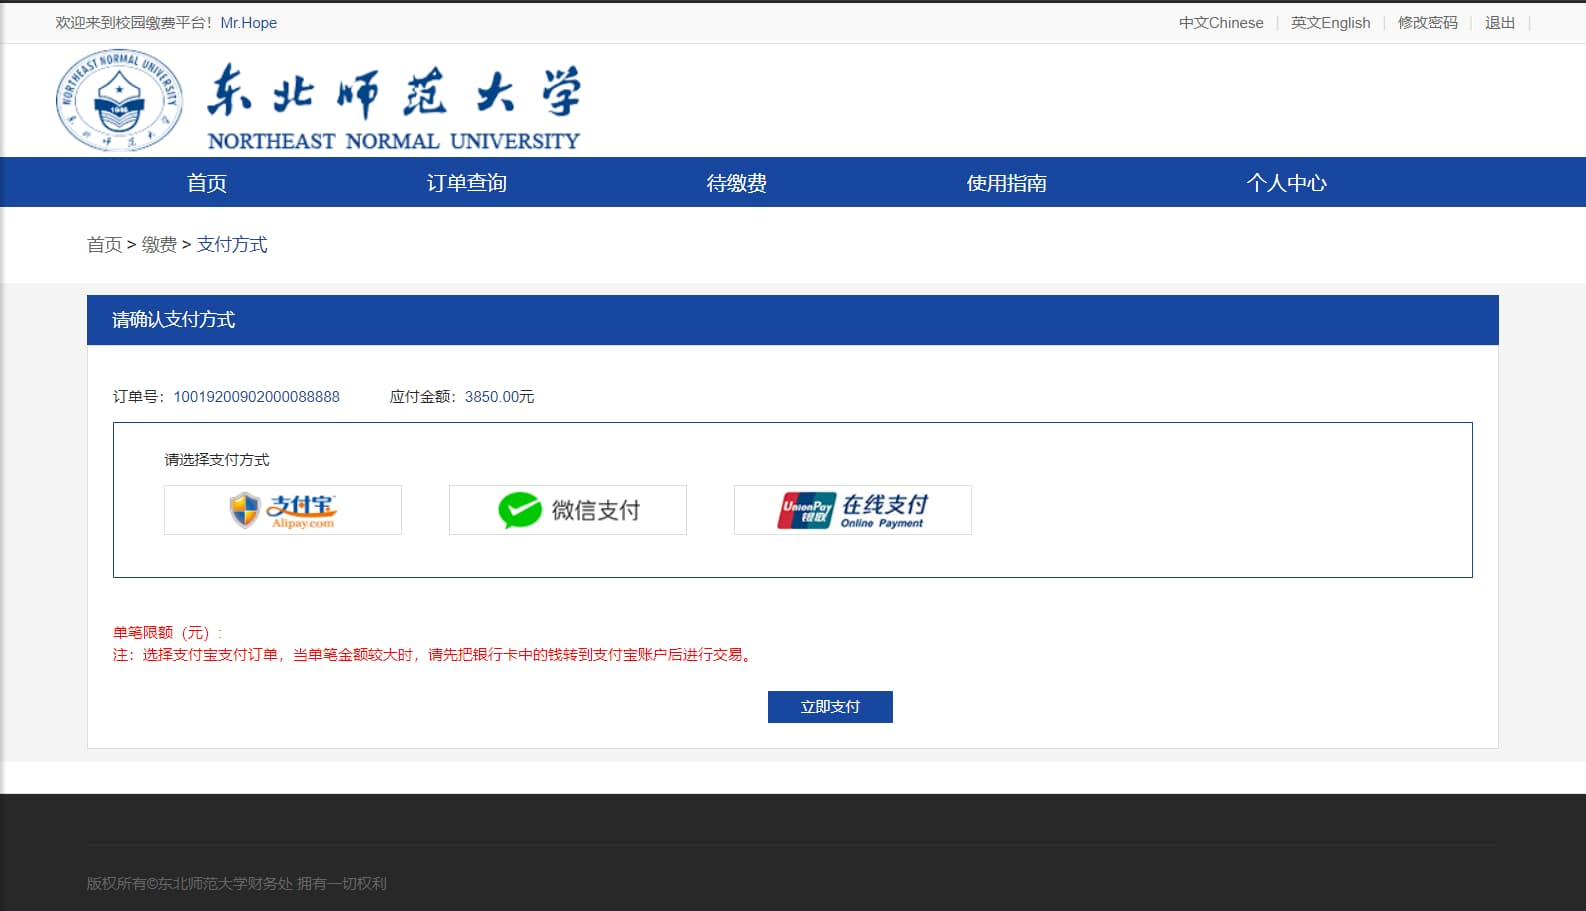 欢迎来到校园缴费平台！Mr.Hope
中文Chinese | 英文English | 修改密码 | 退出 |
NORTHEAST NORMAL UNIVERSITY
1946
东北师范大学
东北师范大学
NORTHEAST NORMAL UNIVERSITY
首页 订单查询 待缴费 使用指南 个人中心
首页 > 缴费 > 支付方式
请确认支付方式
订单号：10019200902000088888 应付金额：3850.00元
请选择支付方式
支付宝 微信支付 UnionPay 在线支付
Alipay.com 银联 Online Payment
单笔限额（元）:
注：选择支付宝支付订单，当单笔金额较大时，请先把银行卡中的钱转到支付宝账户后进行交易。
立即支付
版权所有©东北师范大学财务处 拥有一切权利